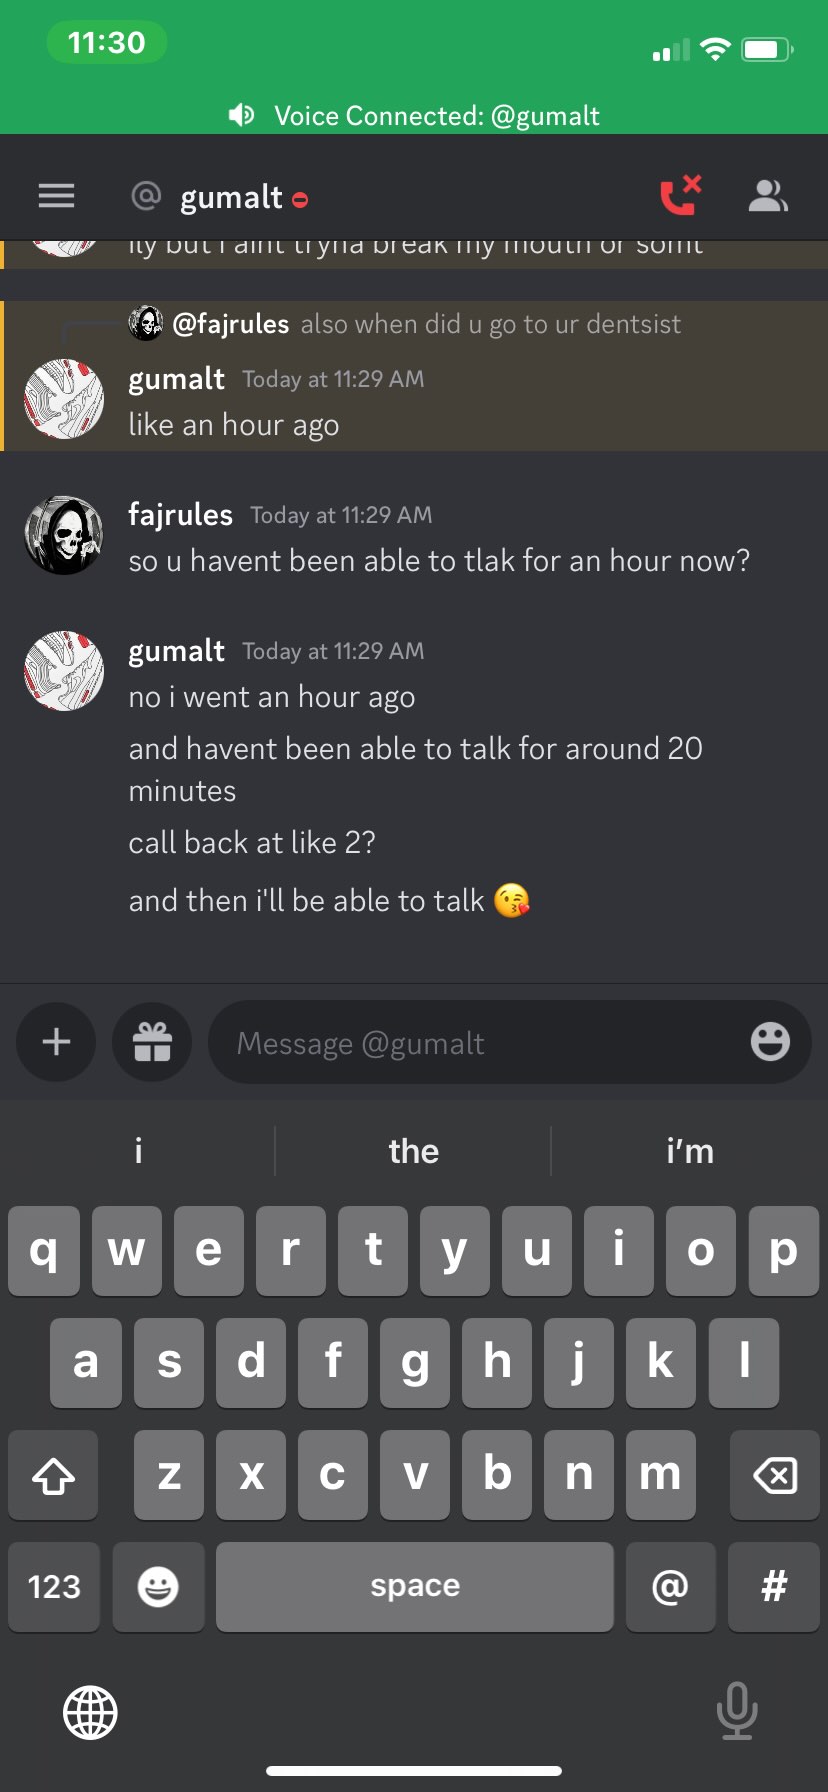 11:30
Voice Connected: @gumalt
@ gumalt
ily but i aint tryna break my mouth or somt
@fajrules also when did u go to ur dentsist
gumalt Today at 11:29 AM
like an hour ago
fajrules Today at 11:29 AM
so u havent been able to tlak for an hour now?
gumalt Today at 11:29 AM
no i went an hour ago
and havent been able to talk for around 20
minutes
call back at like 2?
and then i'll be able to talk 😘
Message @gumalt
i the i'm
q w e r t y u i o p
a s d f g h j k l
z x c v b n m
123 space @ #